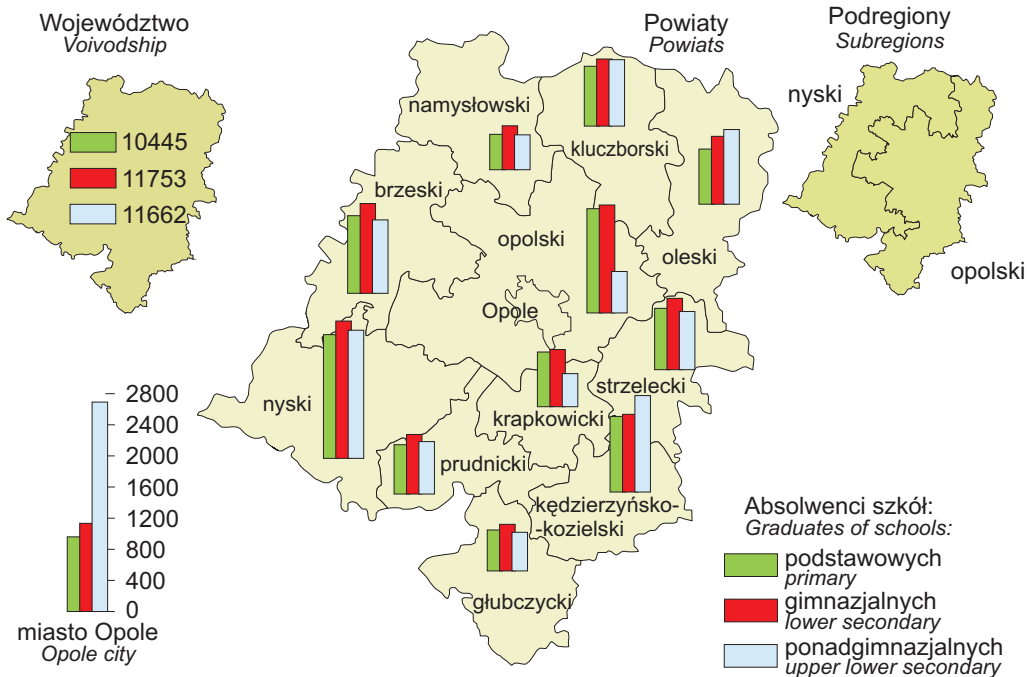 Województwo
Voivodship
10445
11753
11662
Powiaty
Powiats
Podregiony
Subregions
nyski
opolski
namysłowski
kluczborski
brzeski
opolski
oleski
Opole
nyski
strzelecki
krapkowicki
prudnicki
kędzierzyńsko-
-kozielski
głubczycki
2800
2400
2000
1600
1200
800
400
0
miasto Opole
Opole city
Absolwenci szkół:
Graduates of schools:
podstawowych
primary
gimnazjalnych
lower secondary
ponadgimnazjalnych
upper lower secondary